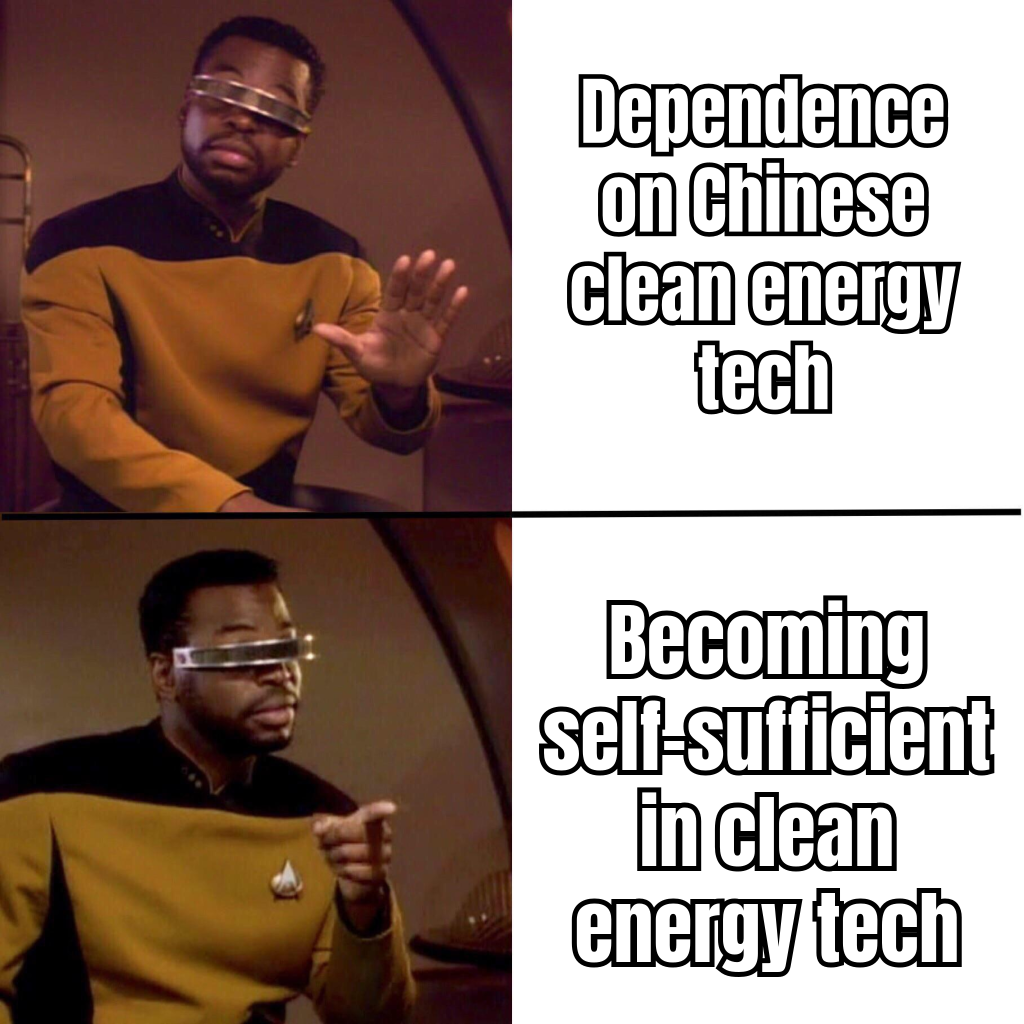 Dependence
on Chinese
clean energy
tech
Becoming
self-sufficient
in clean
energy tech